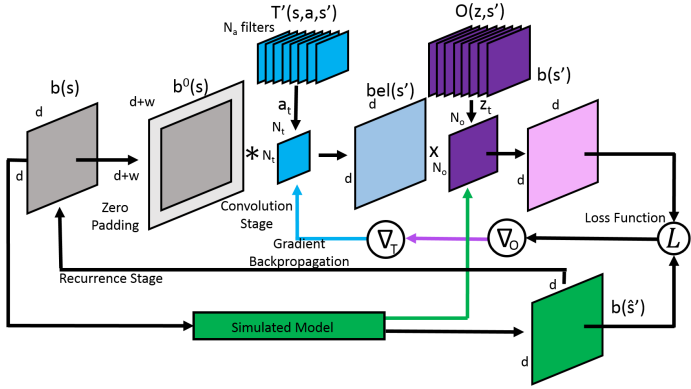 T’(s,a,s’)
O(z,s’)
Nₐ filters
b(s)
b⁰(s)
bel(s’)
b(s’)
d
d+w
aₜ
d
zₜ
d
Nₜ
Nₒ
*
Nₜ
x
Nₒ
d
d+w
d
d
Zero
Padding
Convolution
Stage
Loss Function
∇T
∇O
L
Gradient
Backpropagation
Recurrence Stage
d
b(ŝ’)
Simulated Model
d